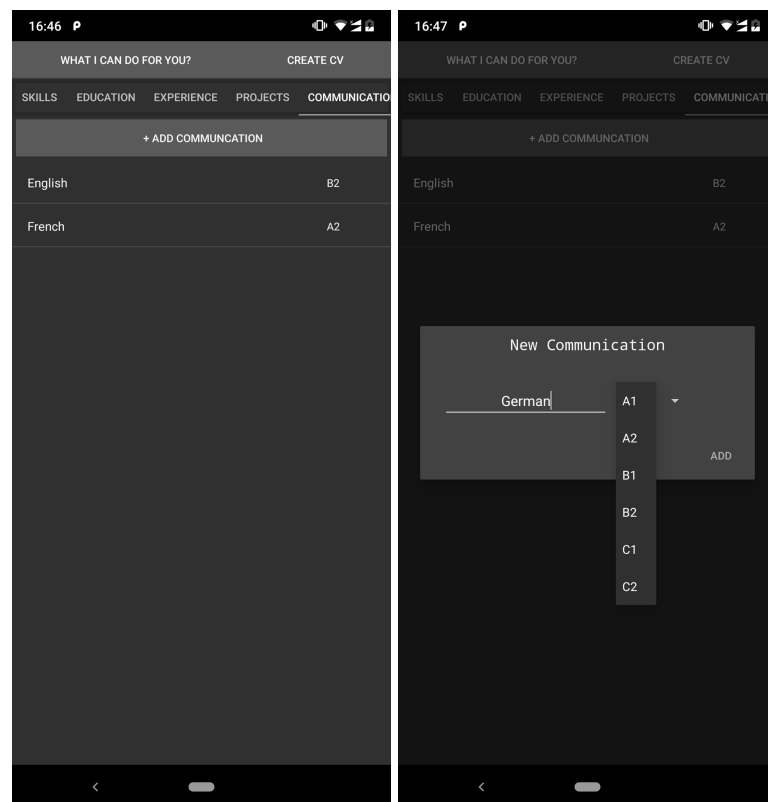 16:46 P
WHAT I CAN DO FOR YOU? CREATE CV
SKILLS EDUCATION EXPERIENCE PROJECTS COMMUNICATIO
+ ADD COMMUNCATION
English B2
French A2
16:47 P
WHAT I CAN DO FOR YOU? CREATE CV
SKILLS EDUCATION EXPERIENCE PROJECTS COMMUNICATI
+ ADD COMMUNCATION
English B2
French A2
New Communication
German A1
A2
ADD
B1
B2
C1
C2